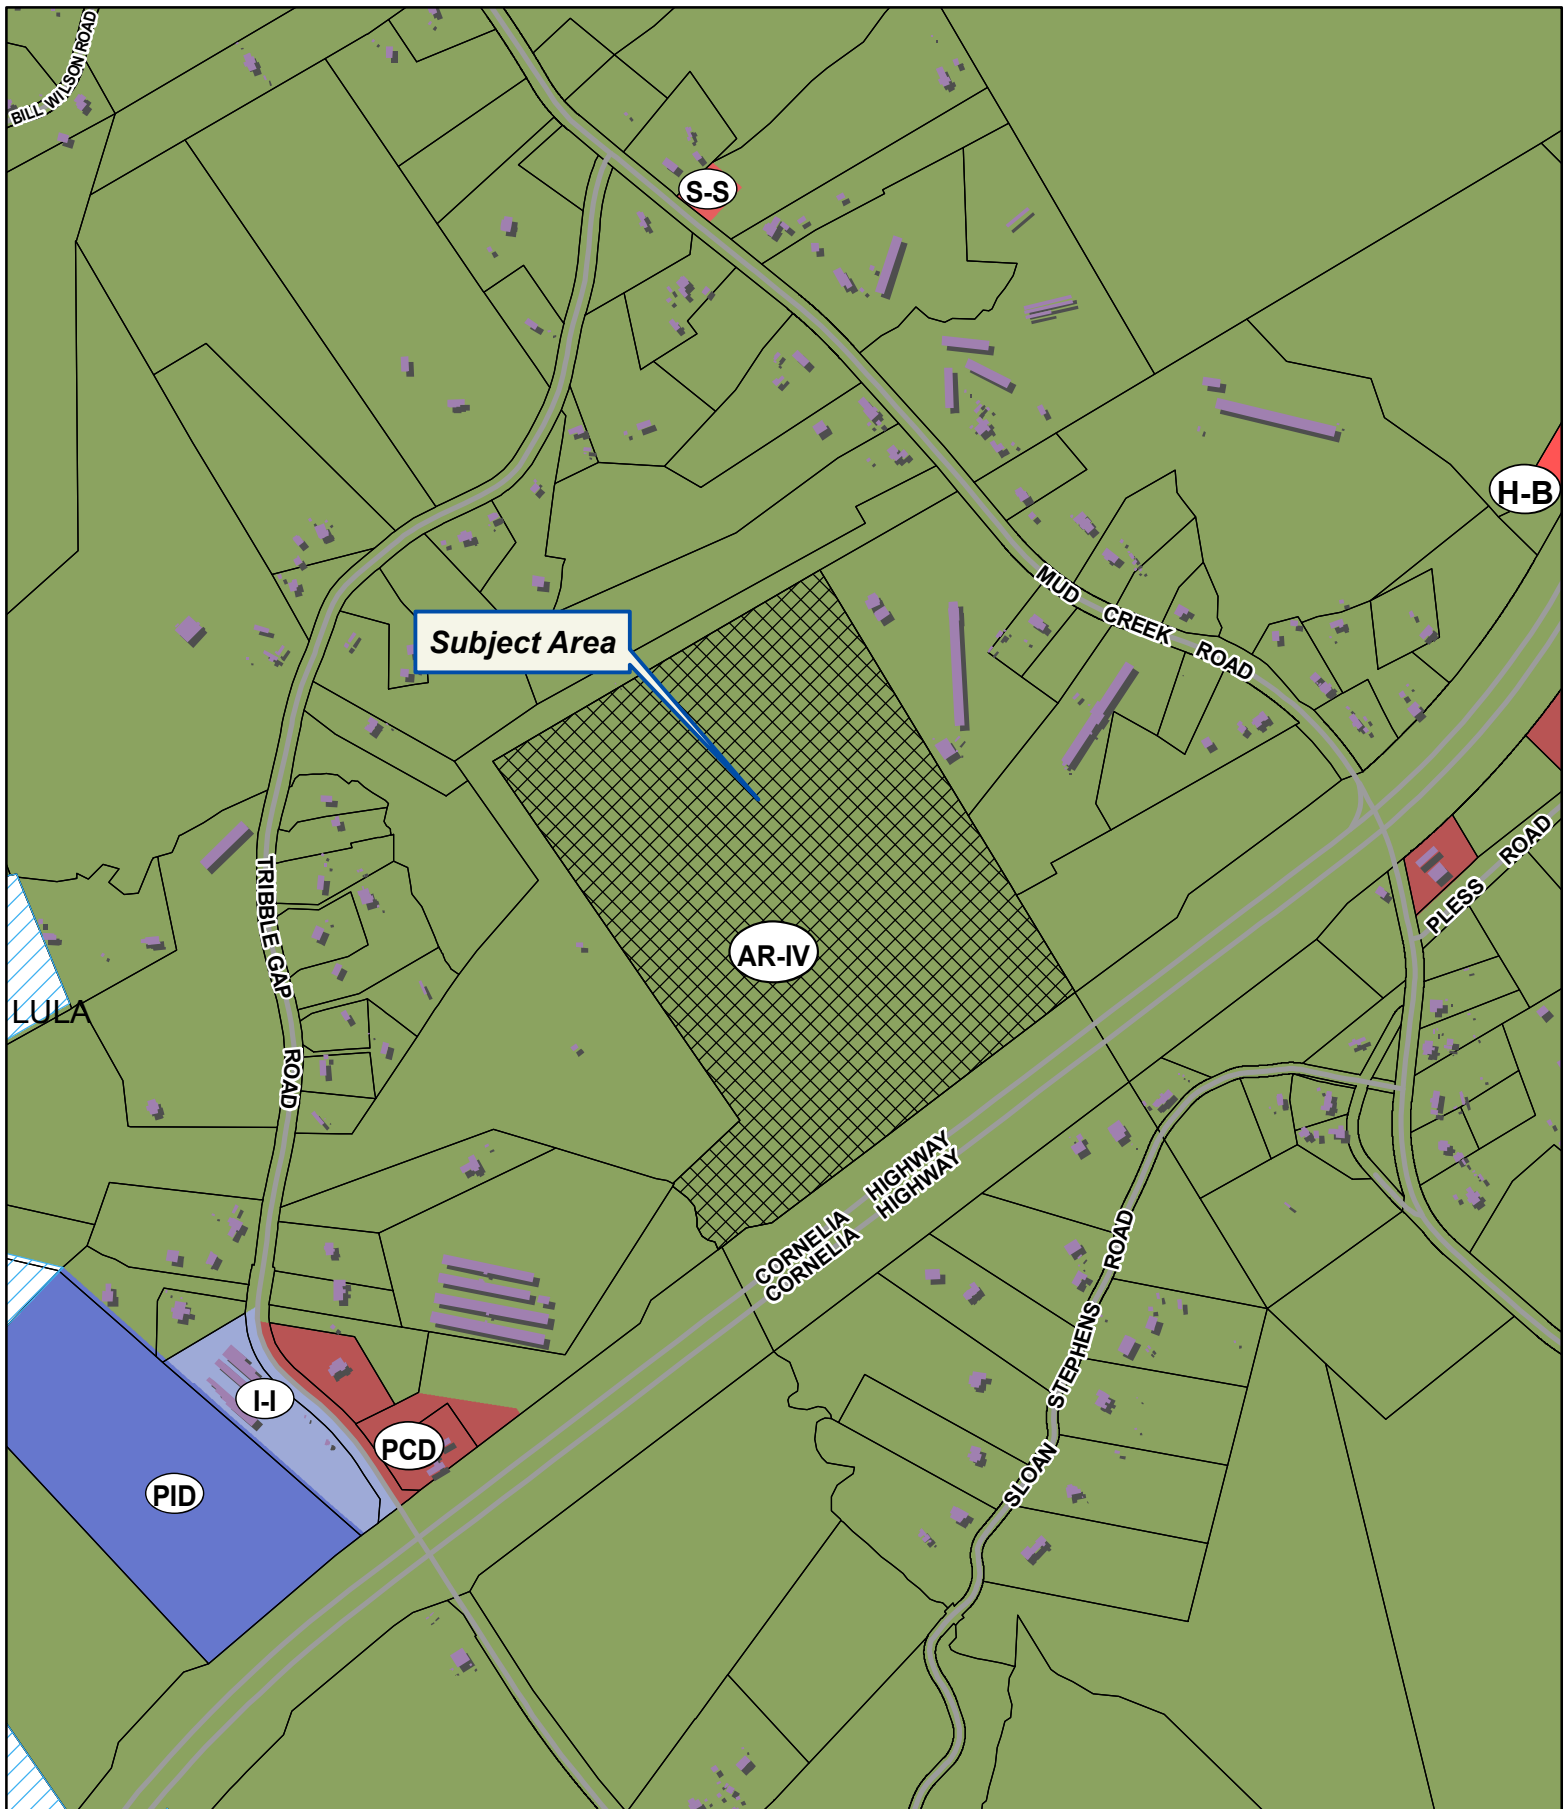 BILL WILSON ROAD
S-S
H-B
MUD CREEK ROAD
Subject Area
TRIBBLE GAP ROAD
PLESS ROAD
AR-IV
LULA
CORNELIA HIGHWAY
CORNELIA HIGHWAY
SLOAN STEPHENS ROAD
I-I
PCD
PID